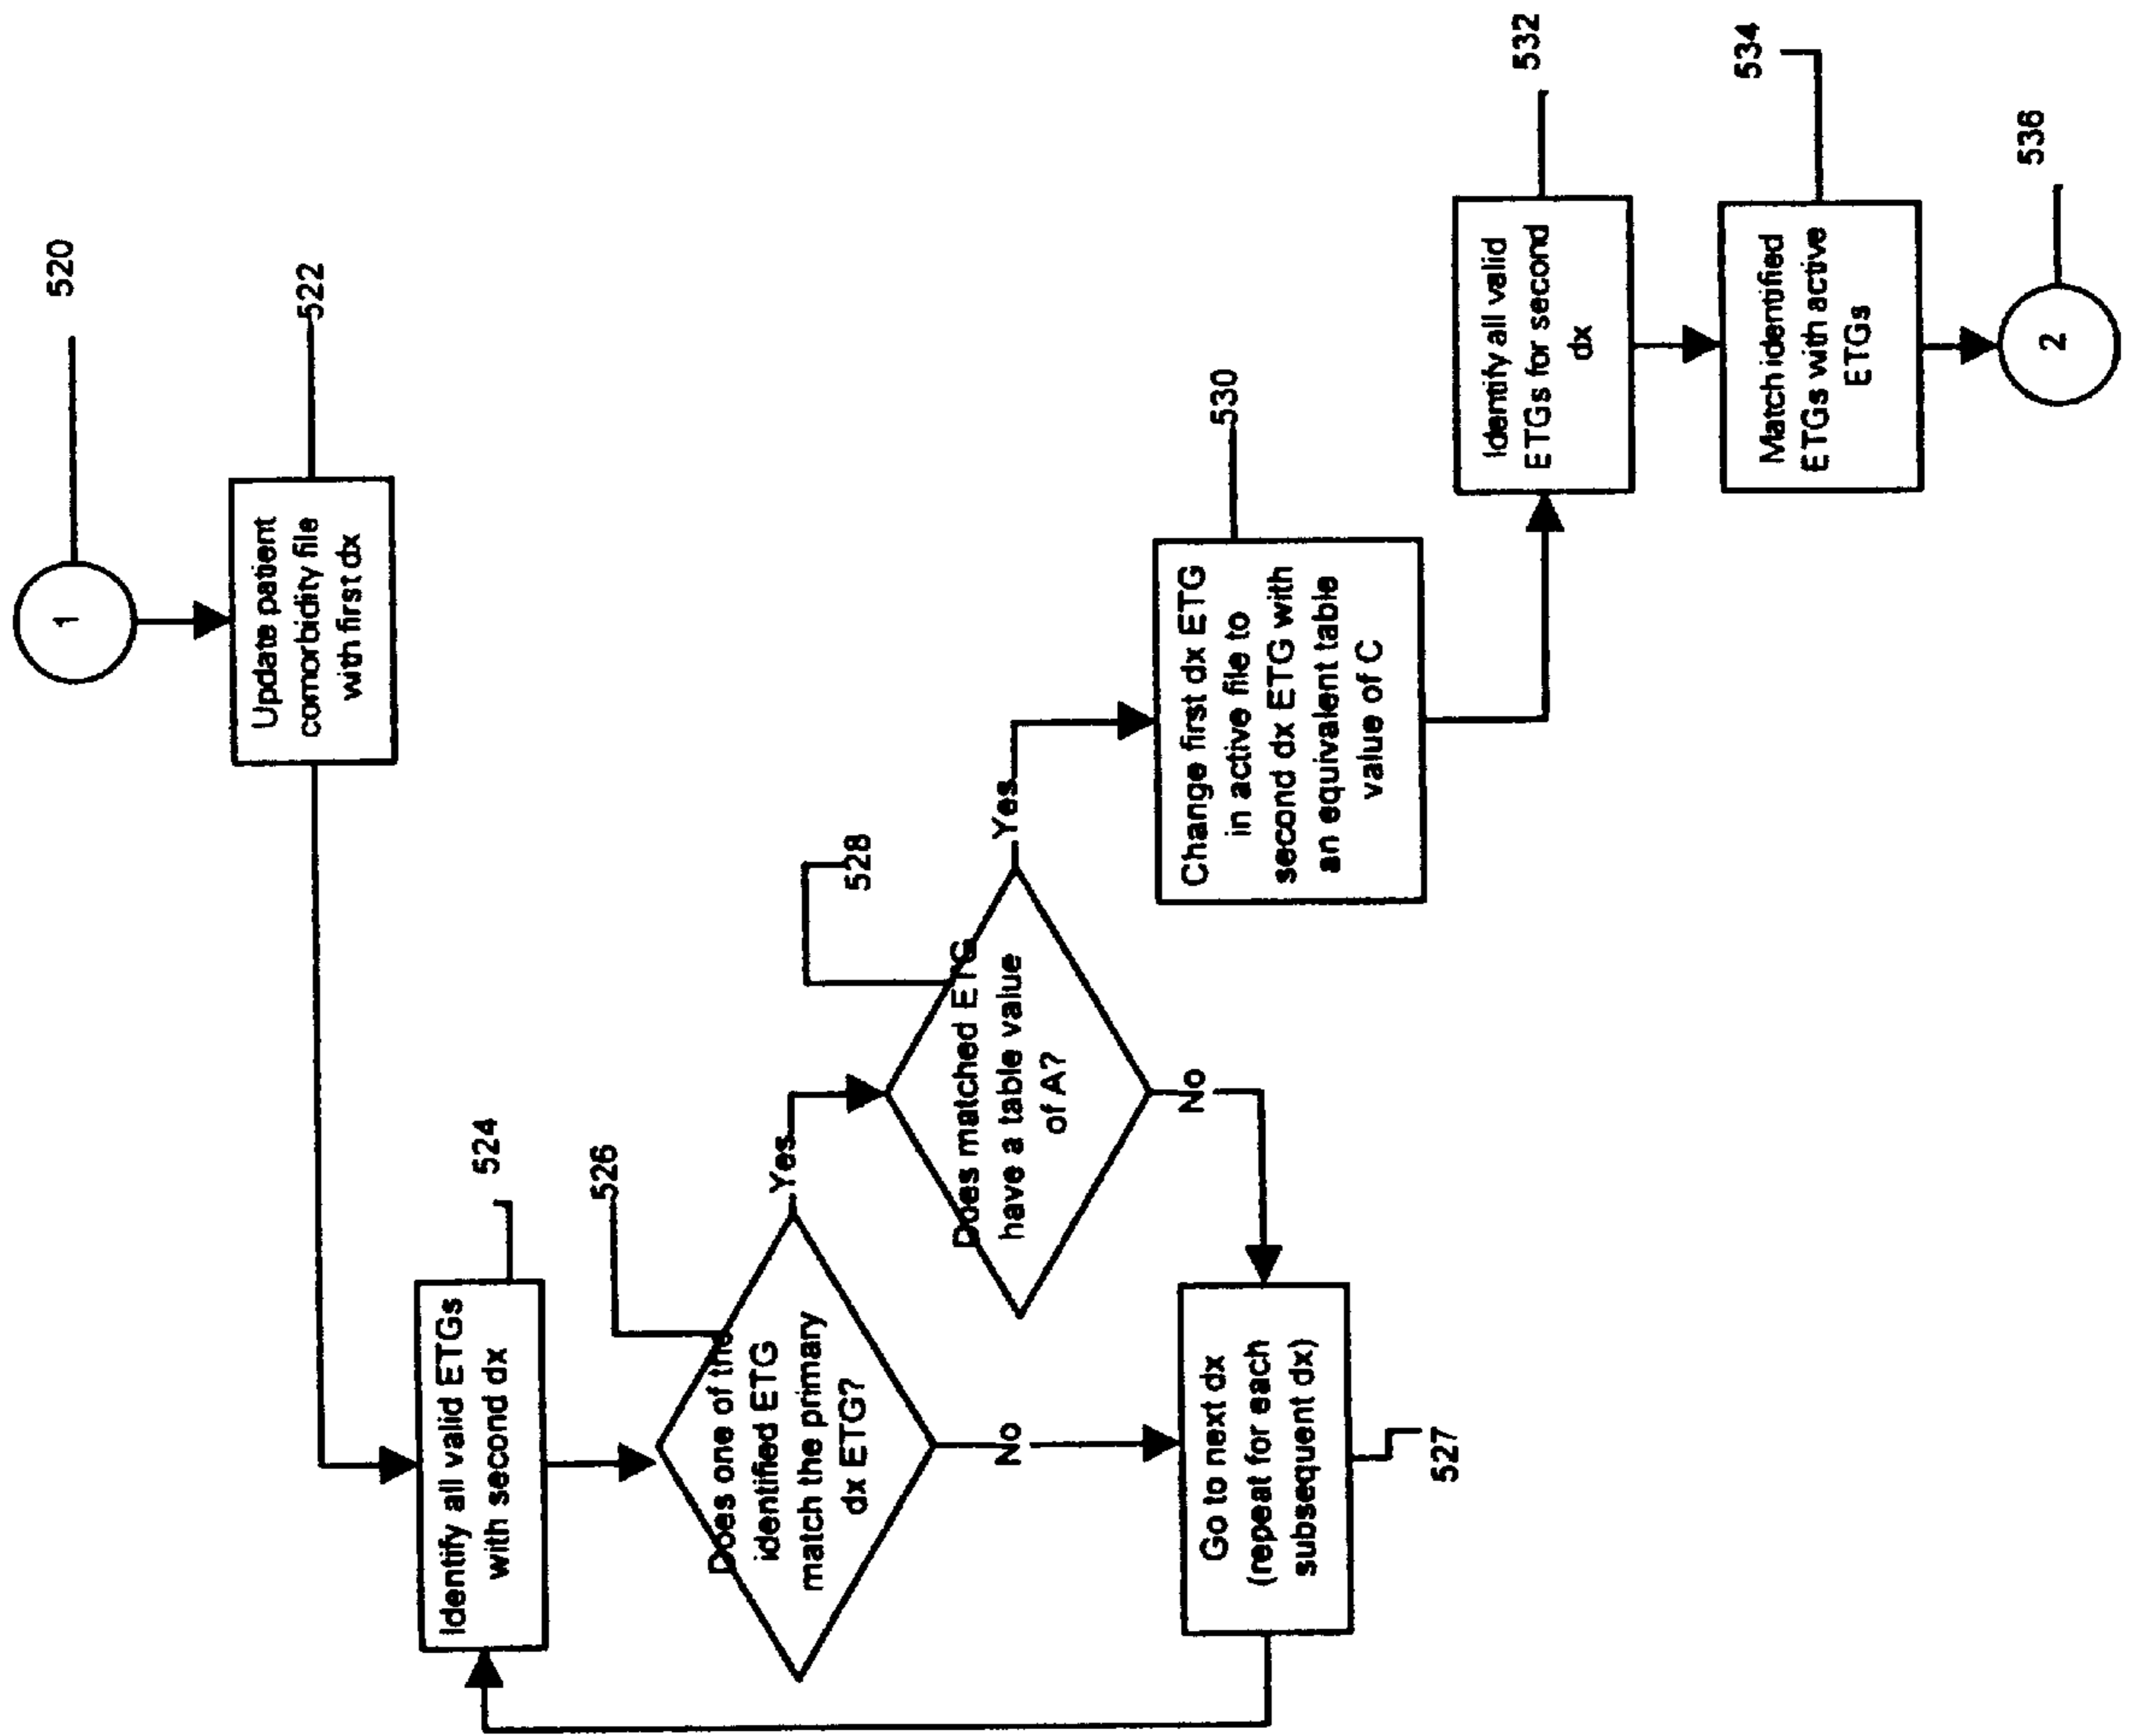 1
520
Update patient
comorbidity file
with first dx
522
Identify all valid ETGs
with second dx
524
Does one of the
identified ETG
match the primary
dx ETG?
526
Yes
No
Does matched ETG
have a table value
of A?
528
Yes
No
Go to next dx
(repeat for each
subsequent dx)
527
Change first dx ETG
in active file to
second dx ETG with
an equivalent table
value of C
530
Identify all valid
ETGs for second
dx
532
Match identified
ETGs with active
ETGs
534
2
536